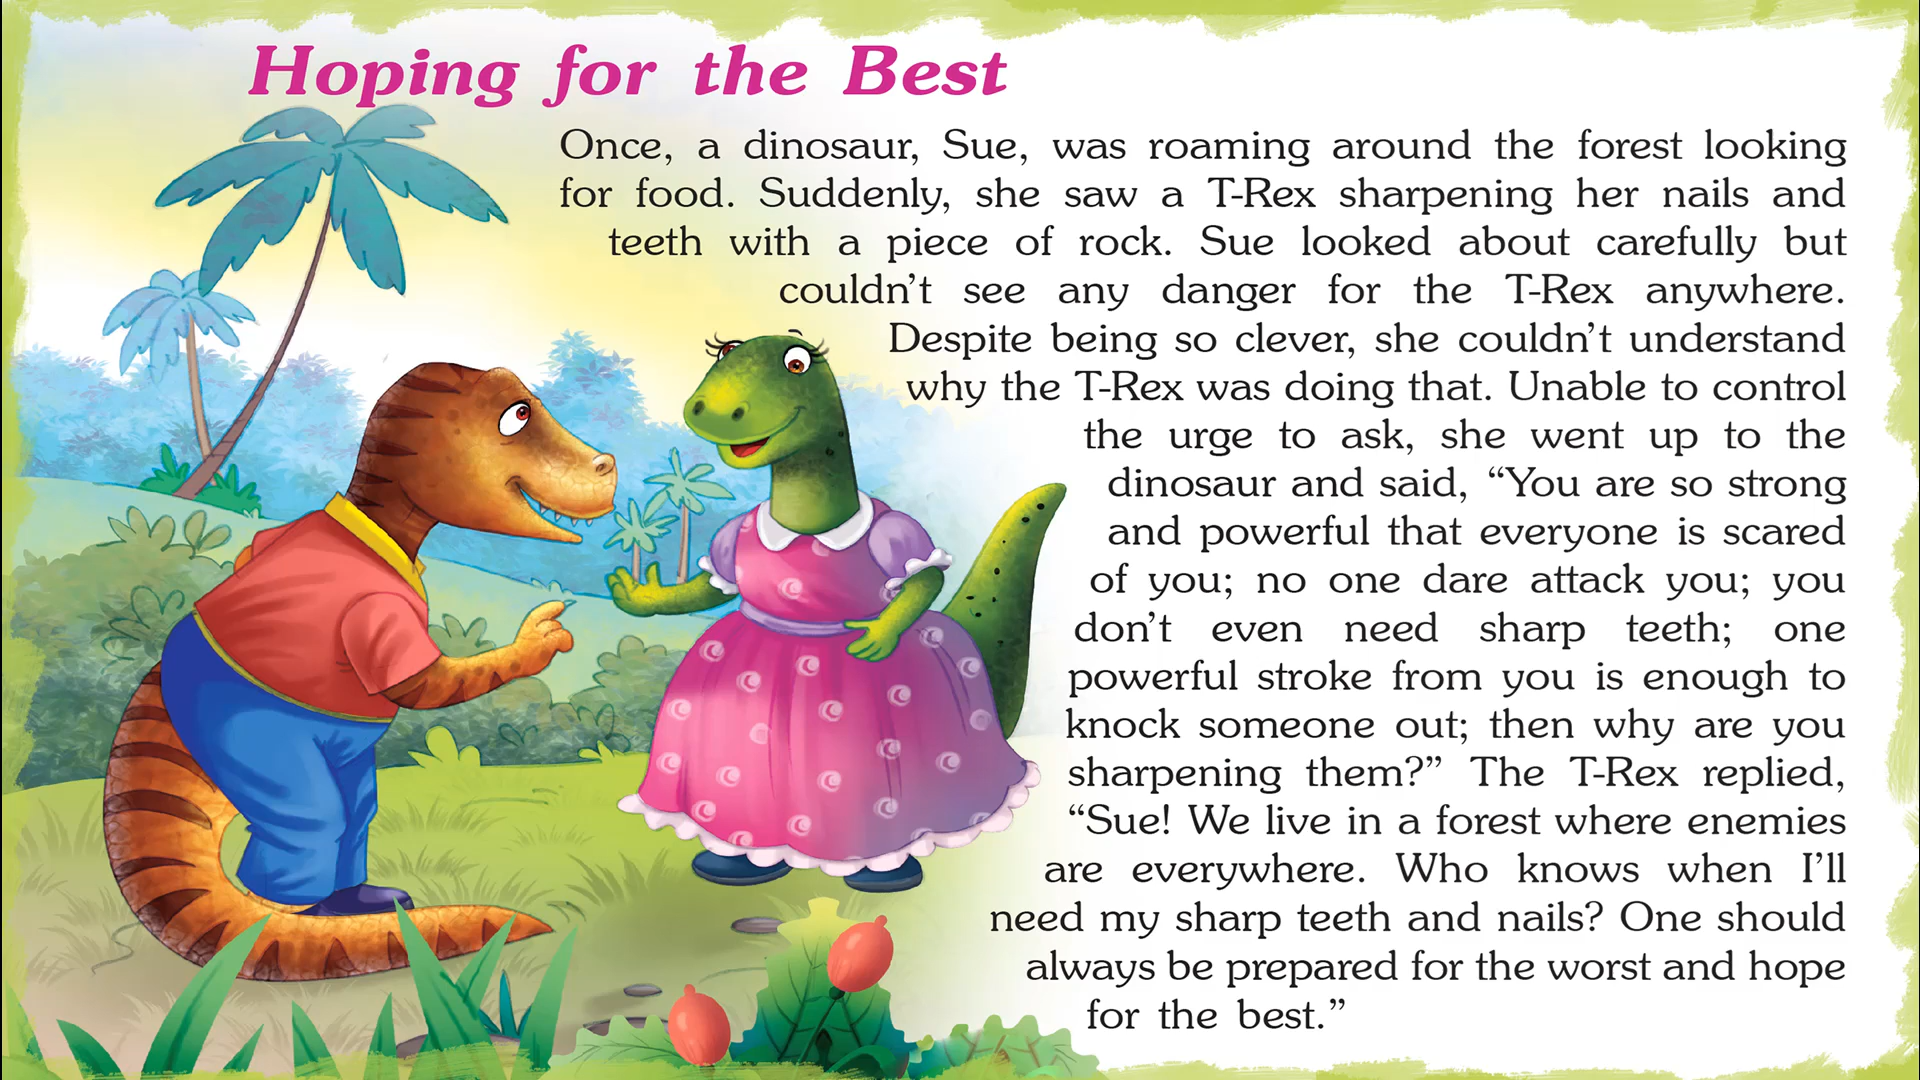 Hoping for the Best
Once, a dinosaur, Sue, was roaming around the forest looking
for food. Suddenly, she saw a T-Rex sharpening her nails and
teeth with a piece of rock. Sue looked about carefully but
couldn’t see any danger for the T-Rex anywhere.
Despite being so clever, she couldn’t understand
why the T-Rex was doing that. Unable to control
the urge to ask, she went up to the
dinosaur and said, “You are so strong
and powerful that everyone is scared
of you; no one dare attack you; you
don’t even need sharp teeth; one
powerful stroke from you is enough to
knock someone out; then why are you
sharpening them?” The T-Rex replied,
“Sue! We live in a forest where enemies
are everywhere. Who knows when I’ll
need my sharp teeth and nails? One should
always be prepared for the worst and hope
for the best.”